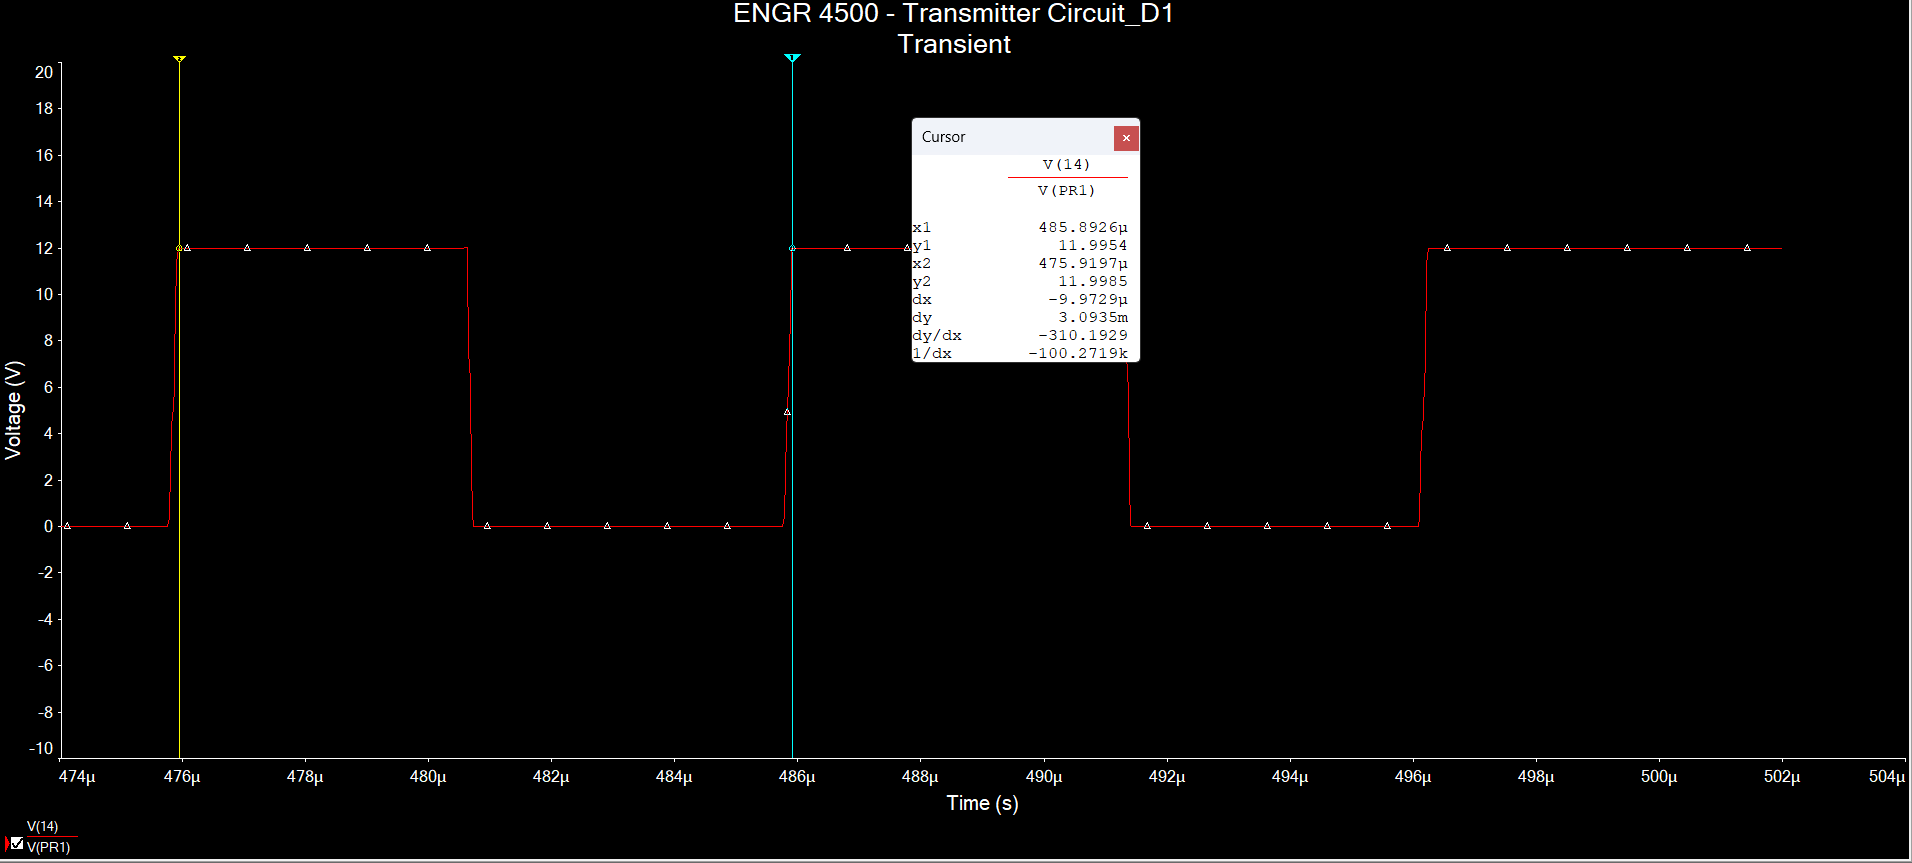 ENGR 4500 - Transmitter Circuit_D1
Transient
Cursor
V(14)
V(PR1)
x1 485.8926µ
y1 11.9954
x2 475.9197µ
y2 11.9985
dx -9.9729µ
dy 3.0935m
dy/dx -310.1929
1/dx -100.2719k
Voltage (V)
20
18
16
14
12
10
8
6
4
2
0
-2
-4
-6
-8
-10
474µ 476µ 478µ 480µ 482µ 484µ 486µ 488µ 490µ 492µ 494µ 496µ 498µ 500µ 502µ 504µ
Time (s)
V(14)
V(PR1)